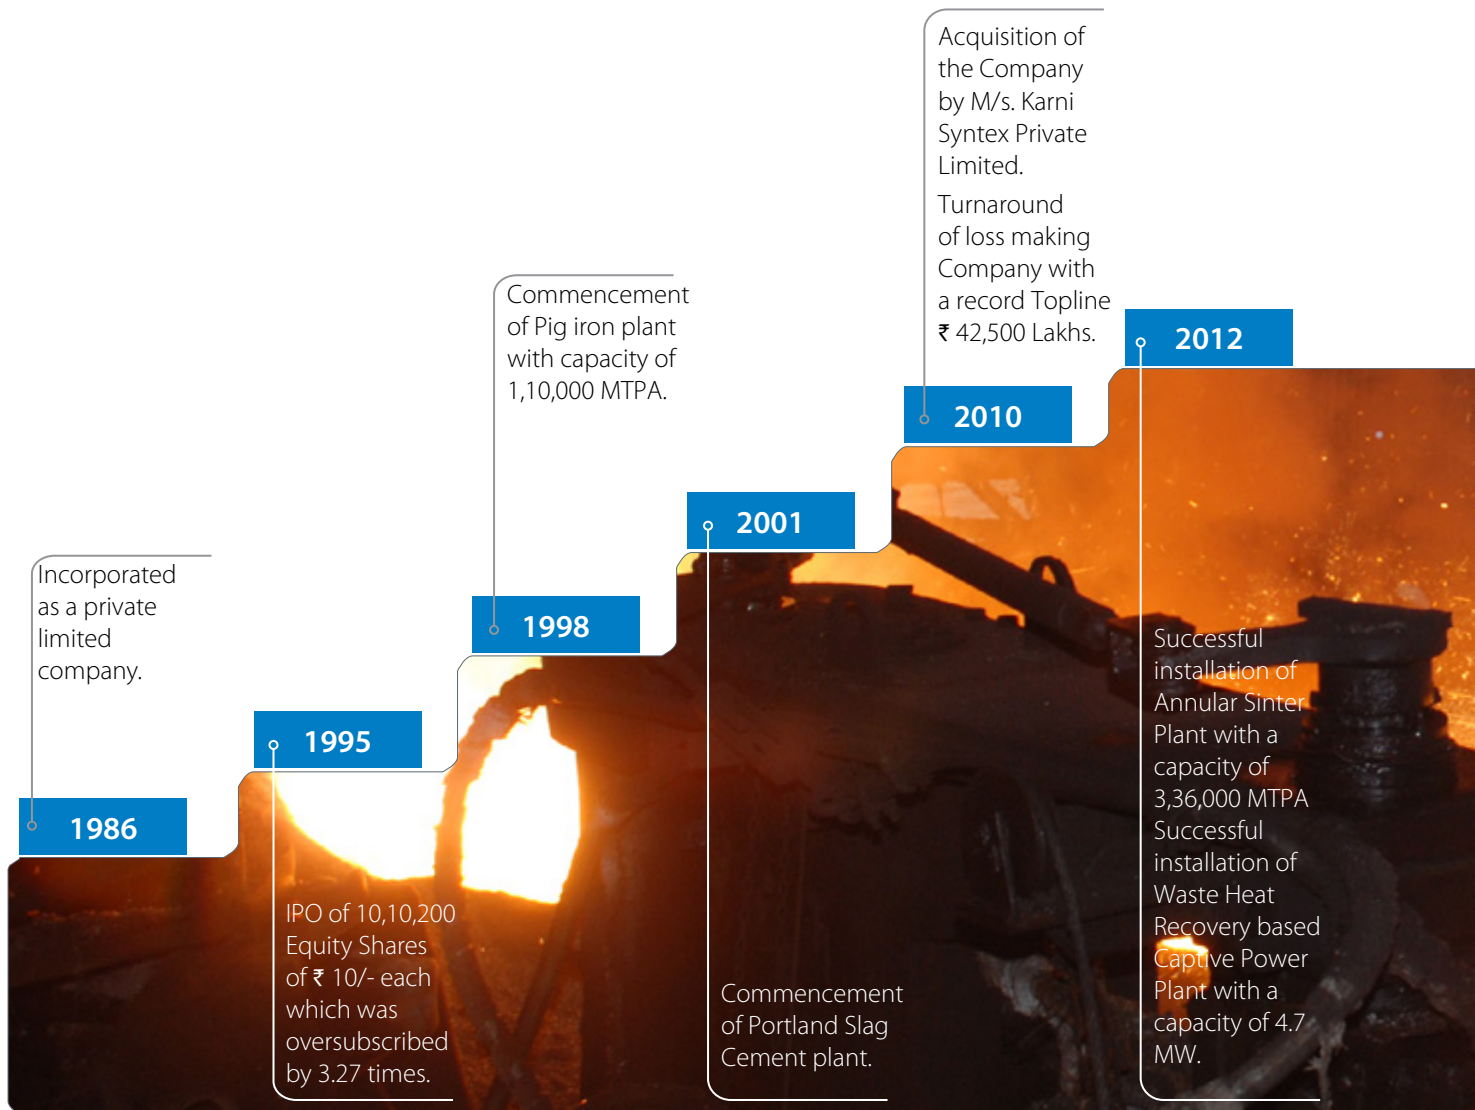 1986
Incorporated
as a private
limited
company.
1995
IPO of 10,10,200
Equity Shares
of ₹ 10/- each
which was
oversubscribed
by 3.27 times.
1998
Commencement
of Pig iron plant
with capacity of
1,10,000 MTPA.
2001
Commencement
of Portland Slag
Cement plant.
2010
Acquisition of
the Company
by M/s. Karni
Syntex Private
Limited.
Turnaround
of loss making
Company with
a record Topline
₹ 42,500 Lakhs.
2012
Successful
installation of
Annular Sinter
Plant with a
capacity of
3,36,000 MTPA
Successful
installation of
Waste Heat
Recovery based
Captive Power
Plant with a
capacity of 4.7
MW.